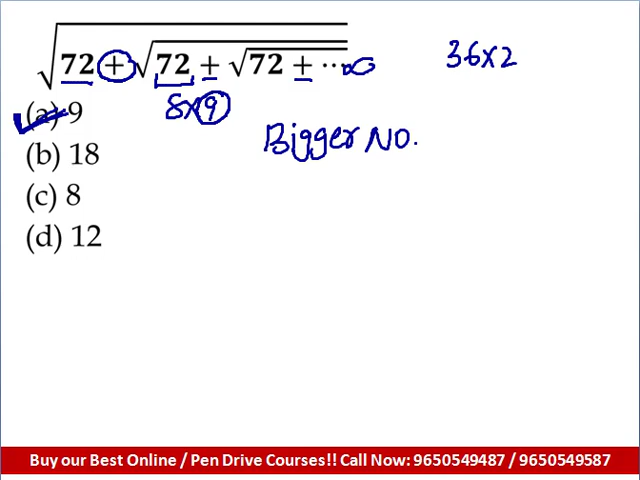 √72 + √72 + √72 + ⋯ ∞ 36×2
(a) 9 8×9
Bigger NO.
(b) 18
(c) 8
(d) 12
Buy our Best Online / Pen Drive Courses!! Call Now: 9650549487 / 9650549587